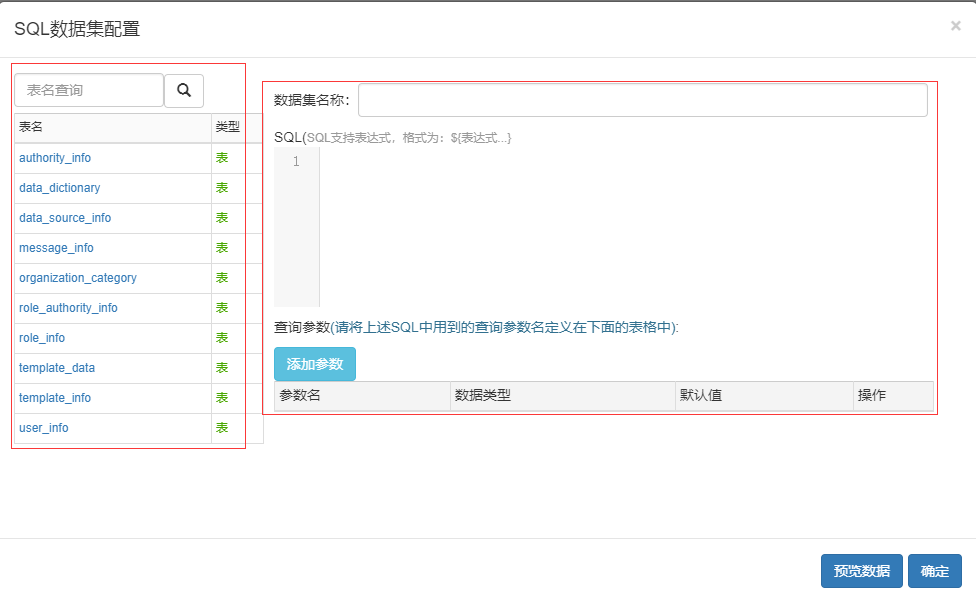 SQL数据集配置
×
表名查询
表名 类型
authority_info 表
data_dictionary 表
data_source_info 表
message_info 表
organization_category 表
role_authority_info 表
role_info 表
template_data 表
template_info 表
user_info 表
数据集名称：
SQL(SQL支持表达式，格式为：${表达式...}
1
查询参数(请将上述SQL中用到的查询参数名定义在下面的表格中):
添加参数
参数名 数据类型 默认值 操作
预览数据 确定